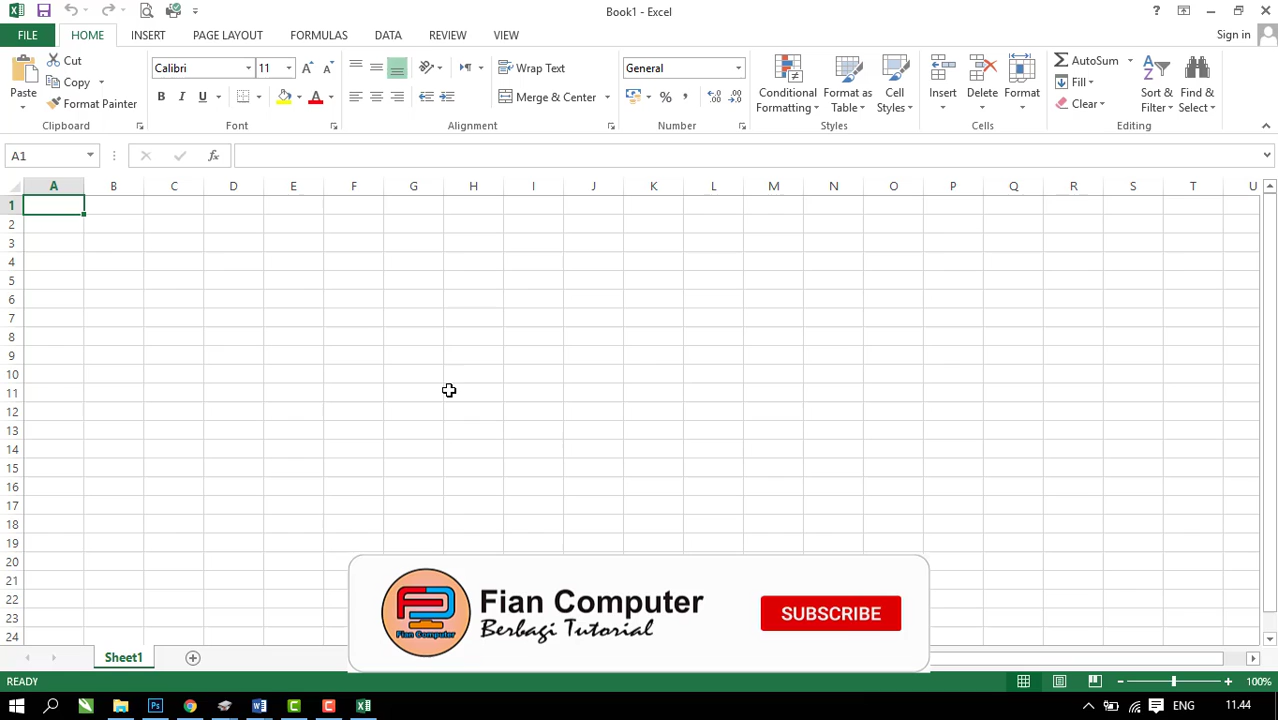 Book1 - Excel
?
FILE
HOME
INSERT
PAGE LAYOUT
FORMULAS
DATA
REVIEW
VIEW
Sign in
Paste
Cut
Copy
Format Painter
Clipboard
Calibri
11
B I U
Font
Wrap Text
Merge & Center
Alignment
General
%
Number
Conditional
Formatting
Format as
Table
Cell
Styles
Styles
Insert
Delete
Format
Cells
AutoSum
Fill
Clear
Sort &
Filter
Find &
Select
Editing
A1
fx
A B C D E F G H I J K L M N O P Q R S T U
1
2
3
4
5
6
7
8
9
10
11
12
13
14
15
16
17
18
19
20
21
22
23
24
Fian Computer
Fian Computer
Berbagi Tutorial
SUBSCRIBE
Sheet1
READY
100%
ENG
11.44